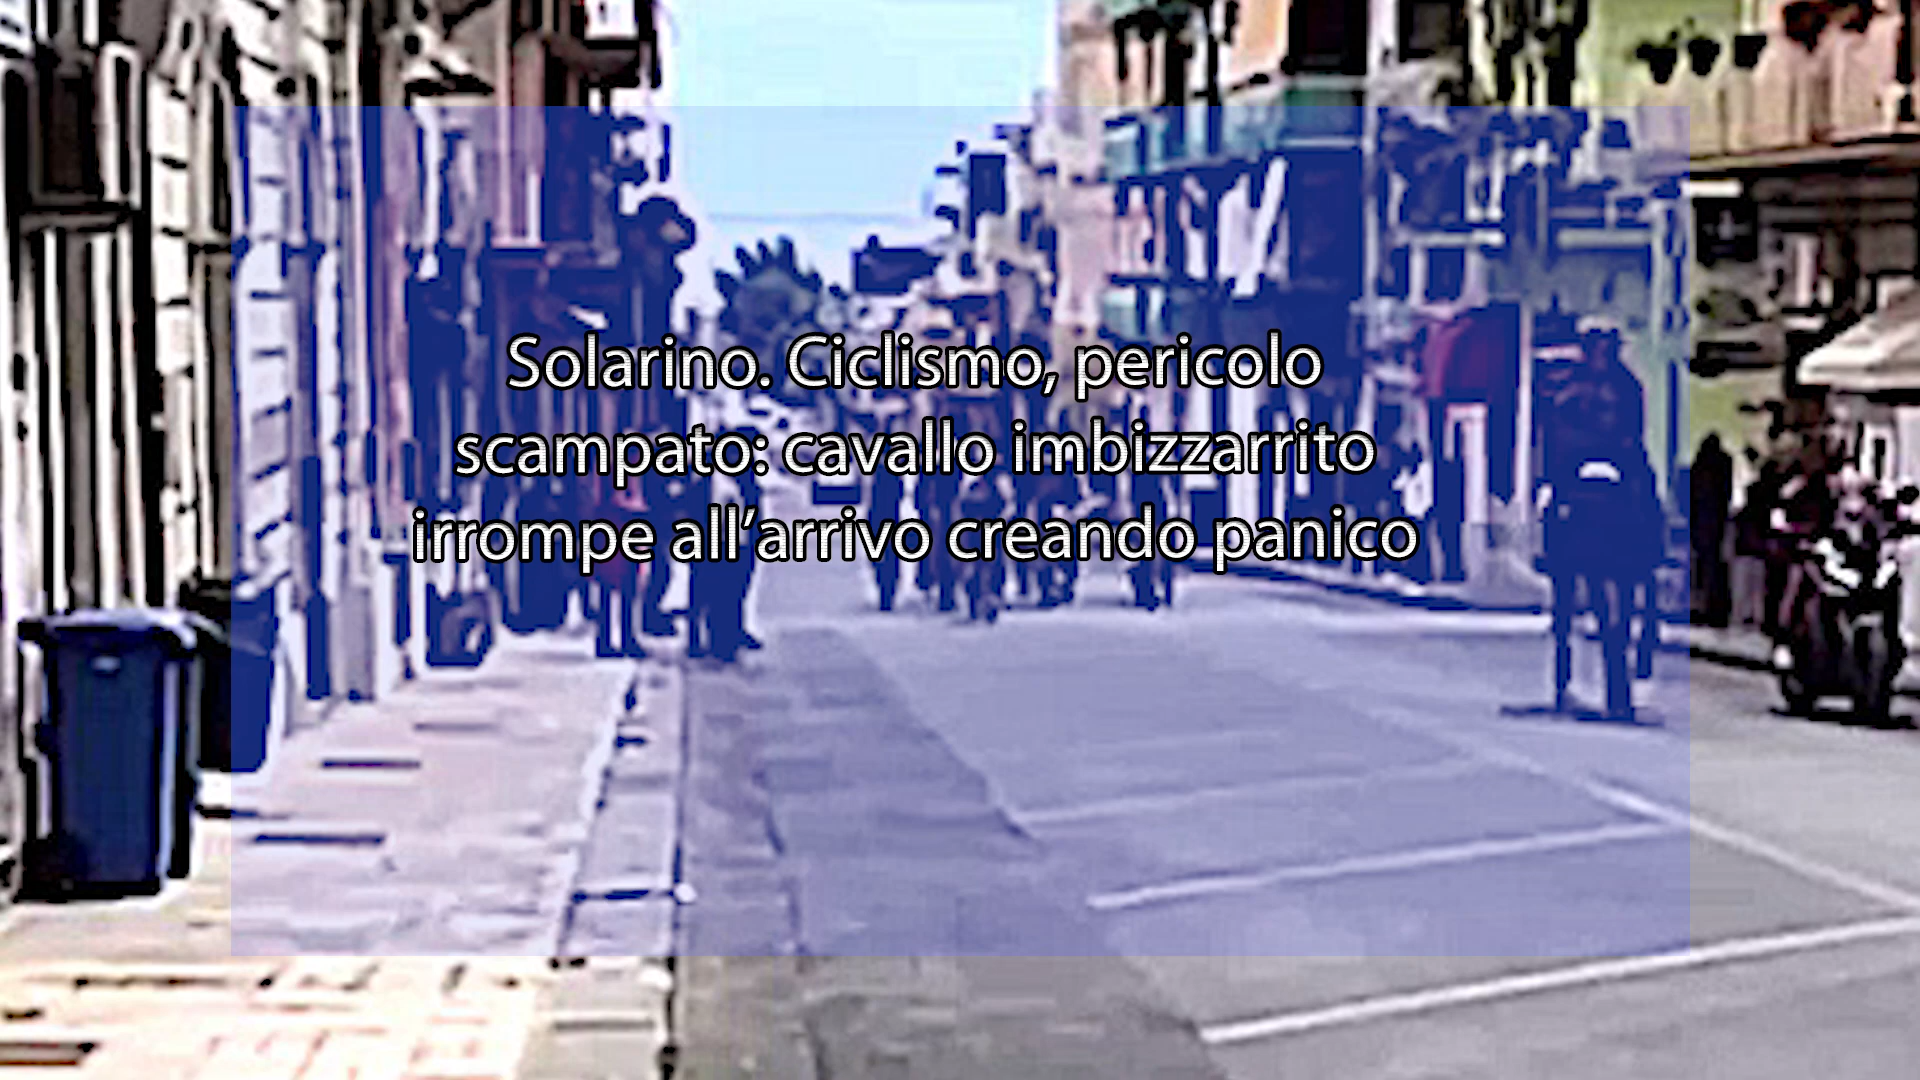 Solarino. Ciclismo, pericolo
scampato: cavallo imbizzarrito
irrompe all’arrivo creando panico